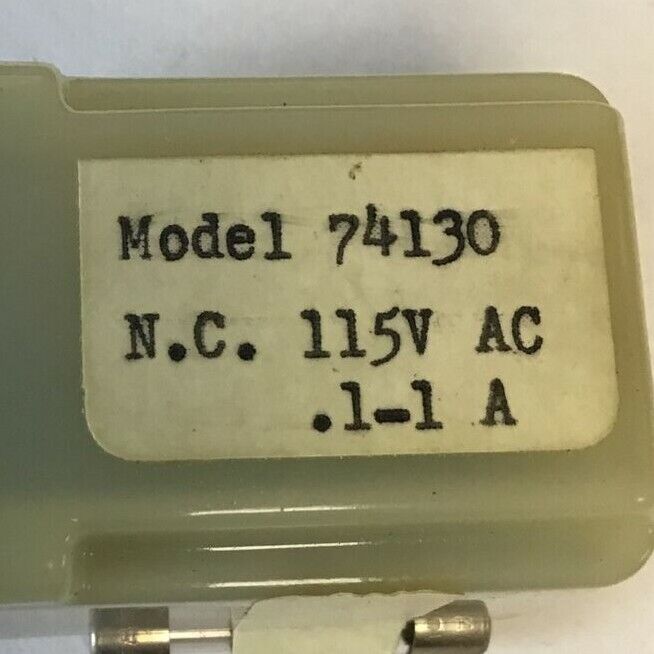 Model 74130
N.C. 115V AC
.1-1 A